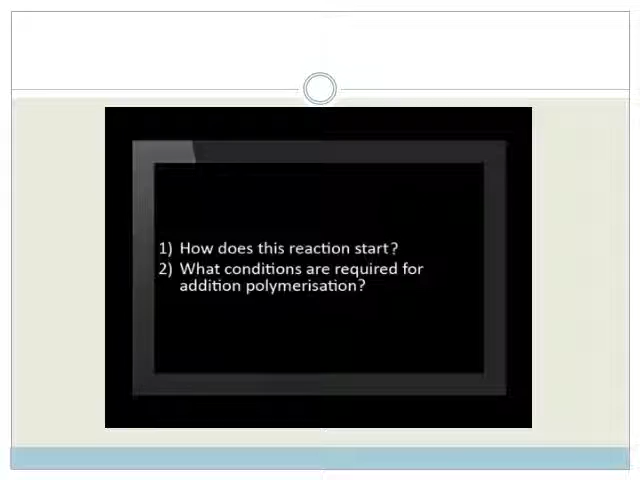 1) How does this reaction start?
2) What conditions are required for
addition polymerisation?